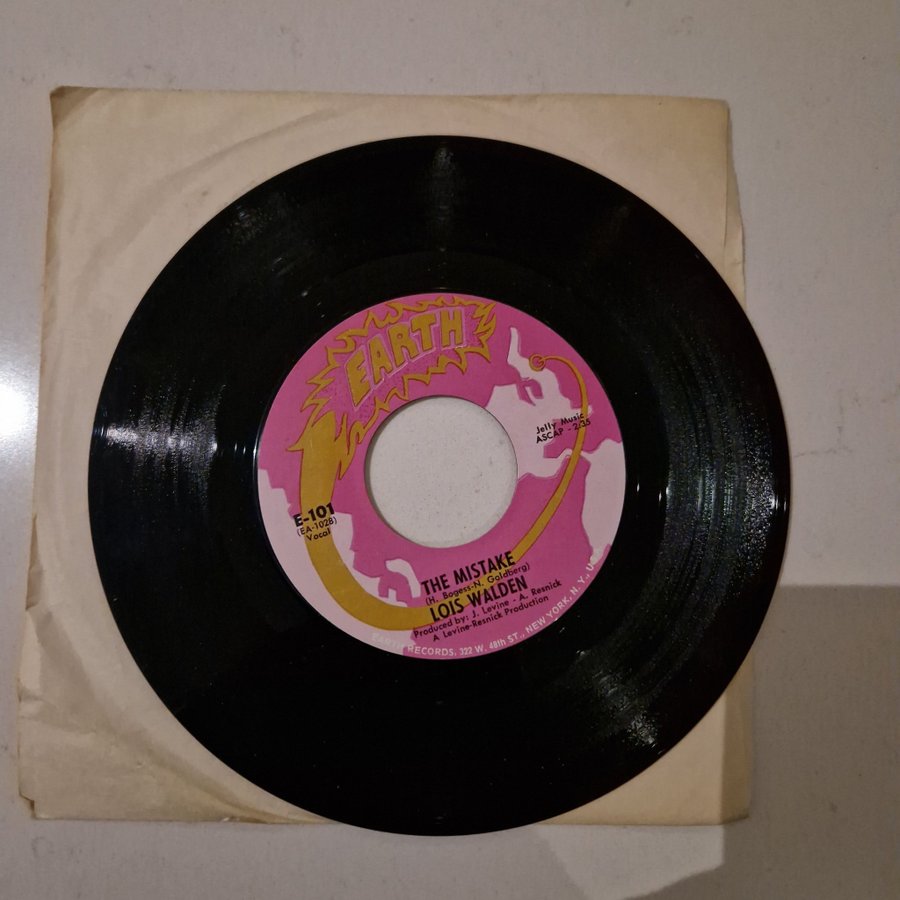 EARTH
Jelly Music
ASCAP - 2:35
E-101
(EA-1028)
Vocal
THE MISTAKE
(H. Bogess-N. Goldberg)
LOIS WALDEN
Produced by: J. Levine - A. Resnick
A Levine-Resnick Production
EARTH RECORDS, 322 W. 48th ST., NEW YORK, N. Y., U